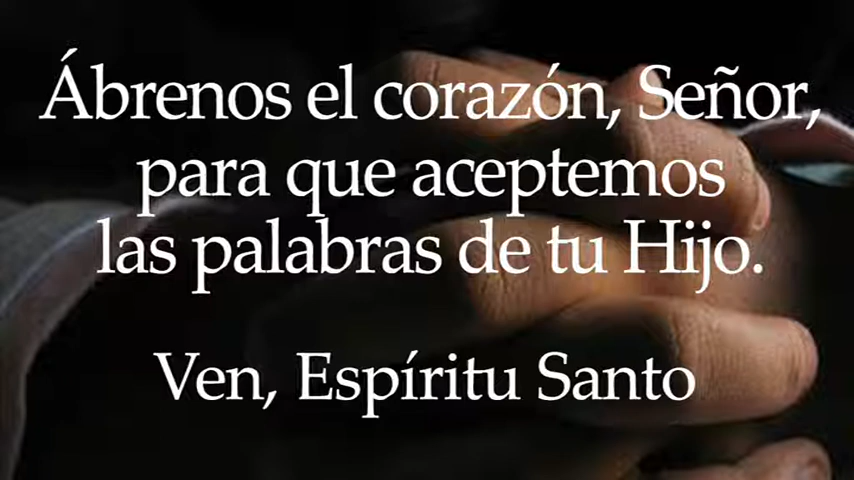 Ábrenos el corazón, Señor,
para que aceptemos
las palabras de tu Hijo.
Ven, Espíritu Santo